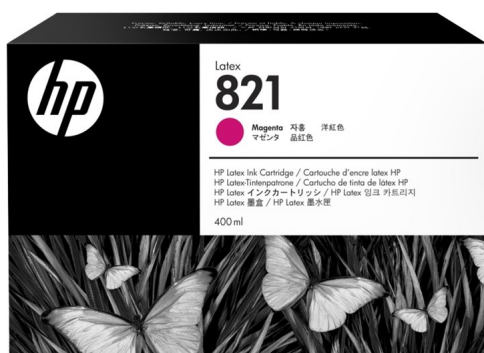 hp
Latex
821
Magenta 자홍 洋紅色
マゼンタ 品紅色
HP Latex Ink Cartridge / Cartouche d'encre latex HP
HP Latex-Tintenpatrone / Cartucho de tinta de látex HP
HP Latex インクカートリッジ / HP Latex 잉크 카트리지
HP Latex 墨盒 / HP Latex 墨水匣
400 ml